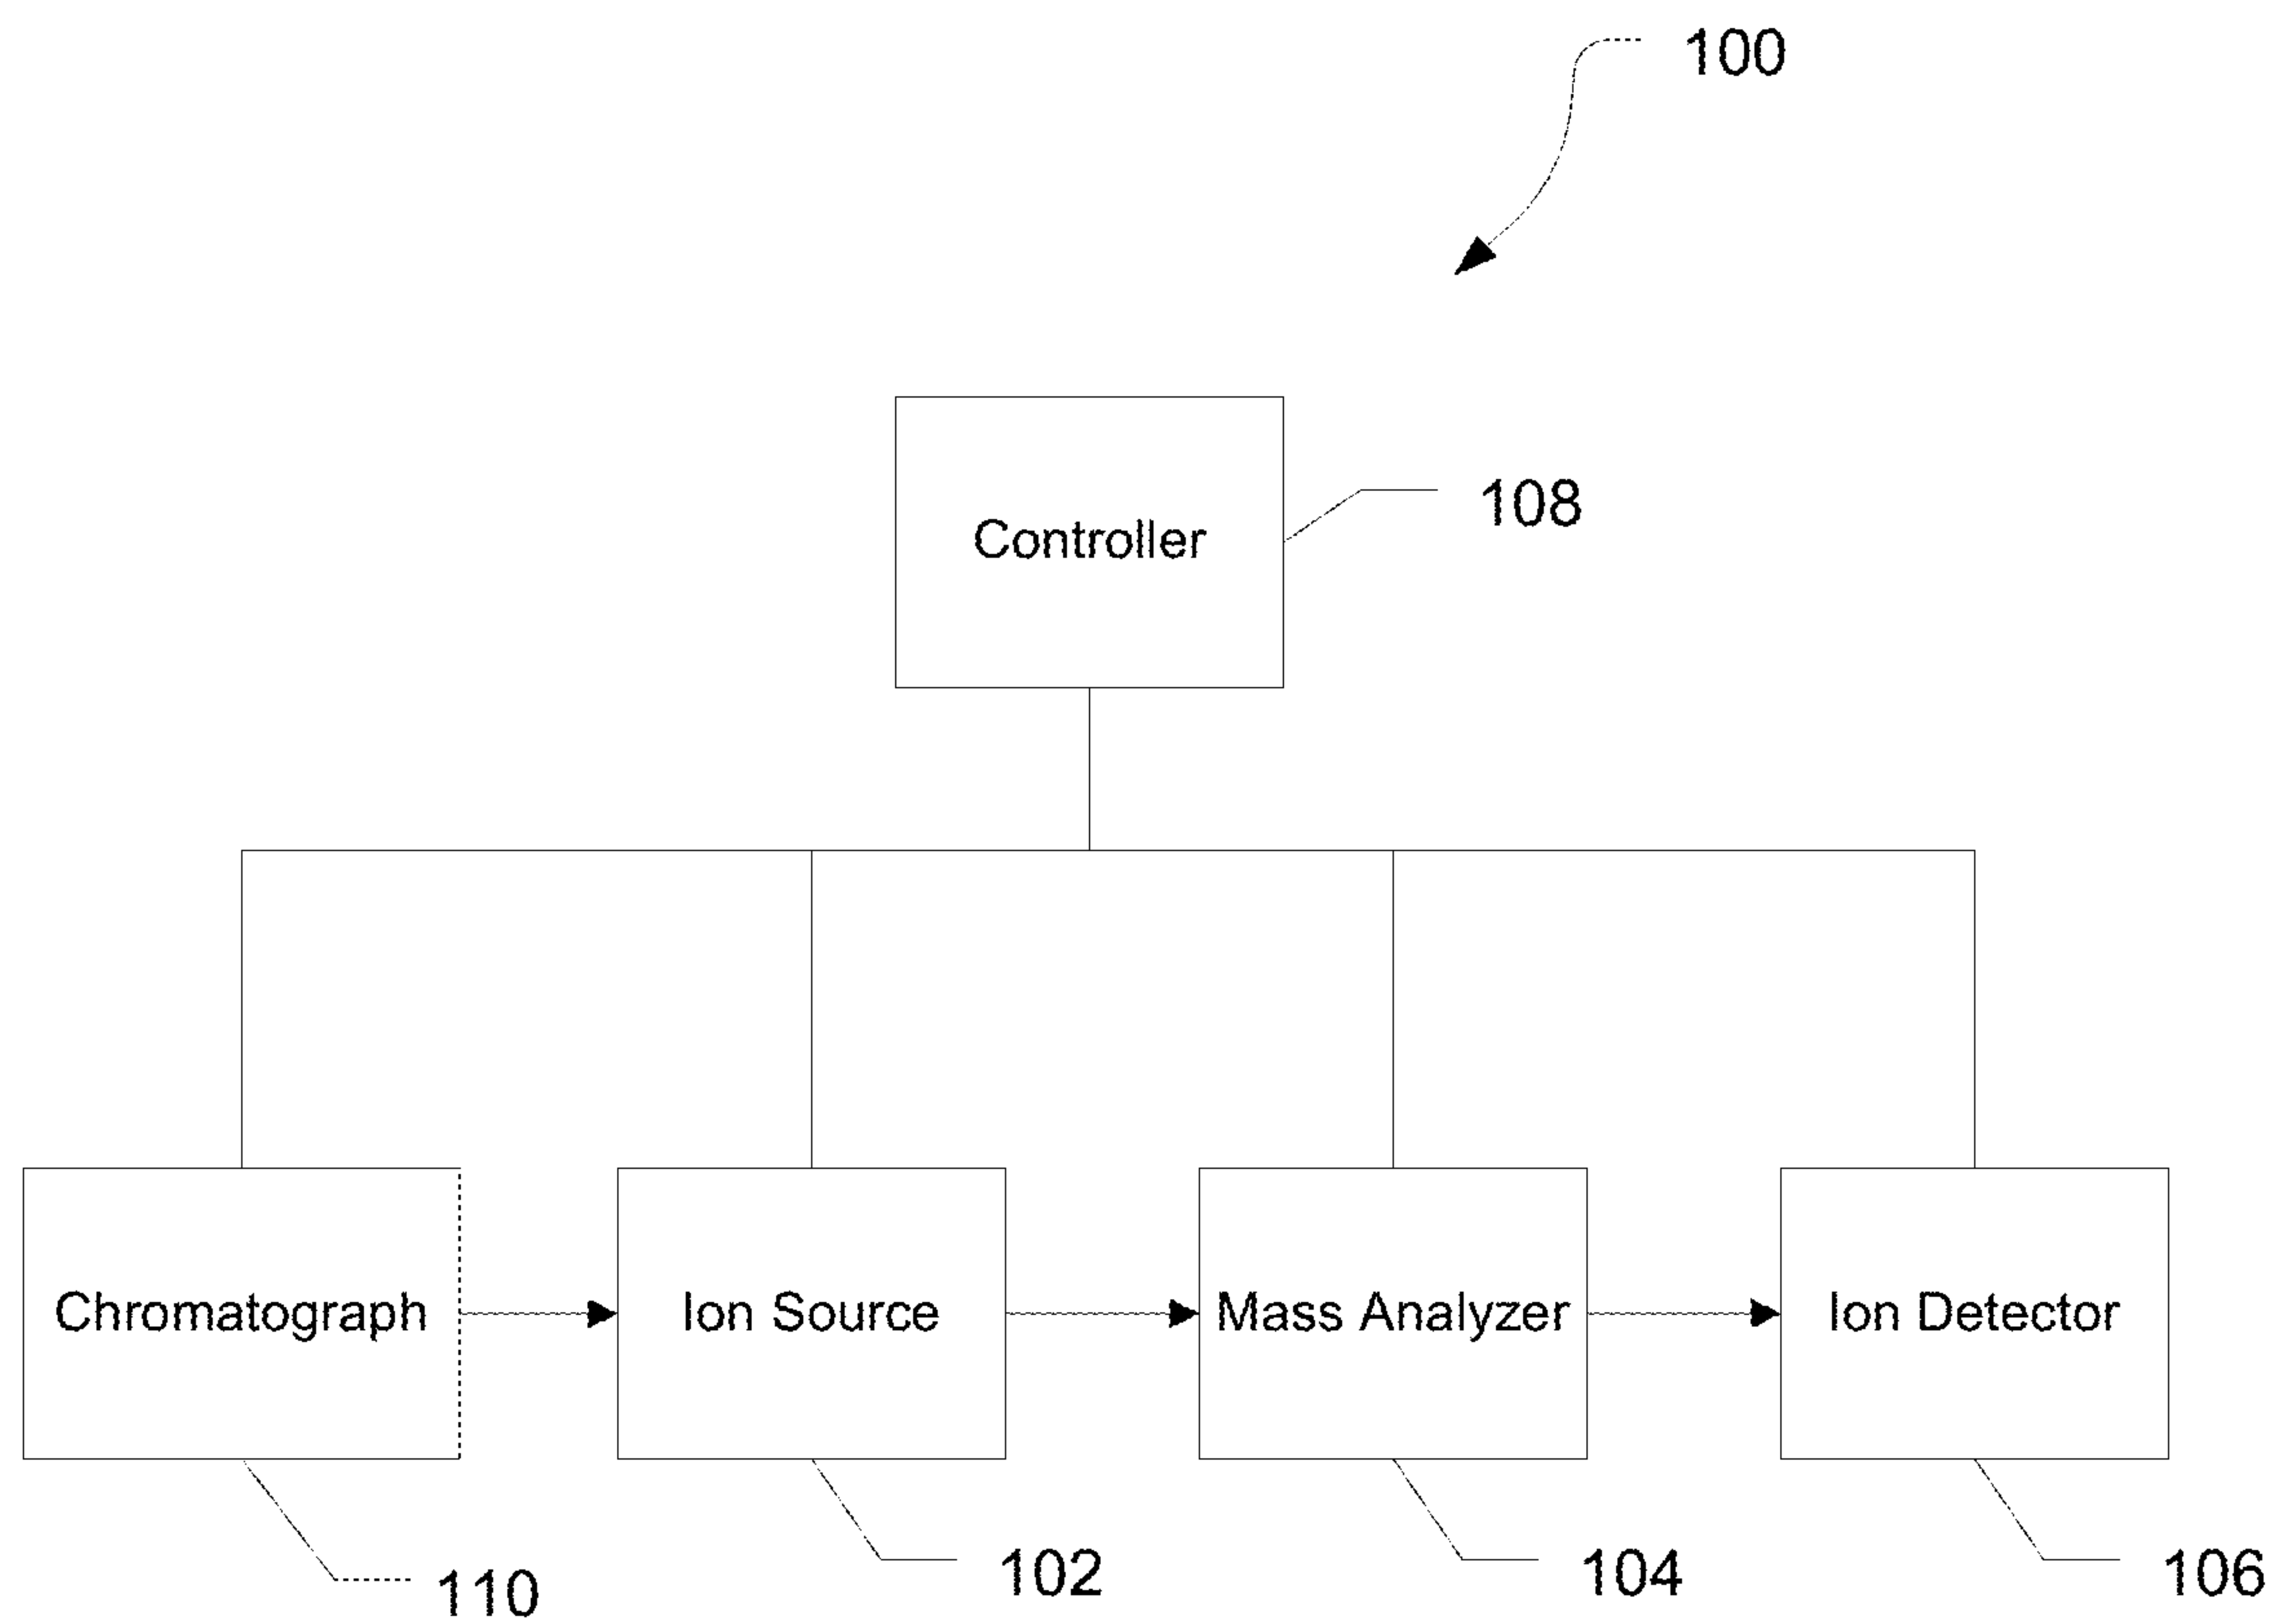 100
Controller
108
Chromatograph
Ion Source
Mass Analyzer
Ion Detector
110
102
104
106